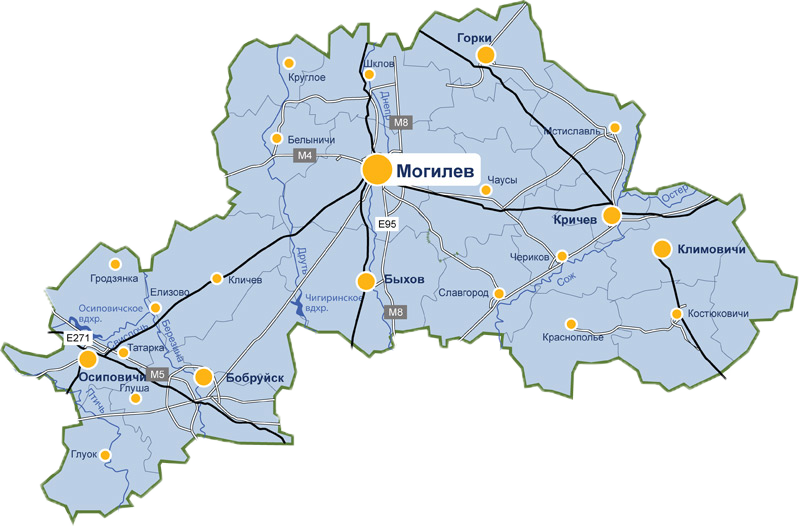 Горки
Шклов
Круглое
Днепр
M8
Мстиславль
Белыничи
M4
Могилев
Чаусы
Остер
Кричев
E95
Климовичи
Друть
Чериков
Гродзянка
Кличев
Быхов
Сож
Елизово
Славгород
Осиповичское
вдхр.
Чигиринское
вдхр.
M8
Костюковичи
Свислочь
Березина
Краснополье
E271
Татарка
M5
Осиповичи
Бобруйск
Глуша
Птичь
Глуок